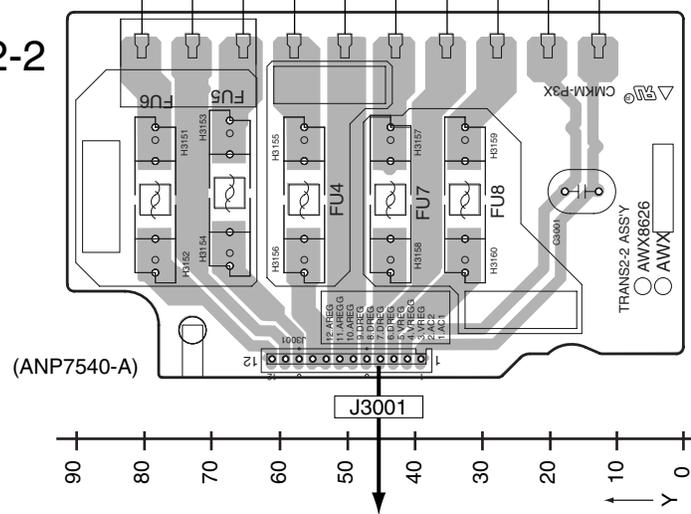 2-2
FU6
FU5
CMKM-P3X
H3151
H3153
H3155
H3157
H3159
FU4
FU7
FU8
H3152
H3154
H3156
H3158
H3160
C3001
TRANS2-2 ASS'Y
AWX8626
AWX
J3001
12.AREG
11.AREGG
10.AREG
9.DREG
8.DREG
7.DREG
6.DREG
5.VREG
4.VREGG
3.VREG
2.AC2
1.AC1
12
1
(ANP7540-A)
J3001
90
80
70
60
50
40
30
20
10
0
Y